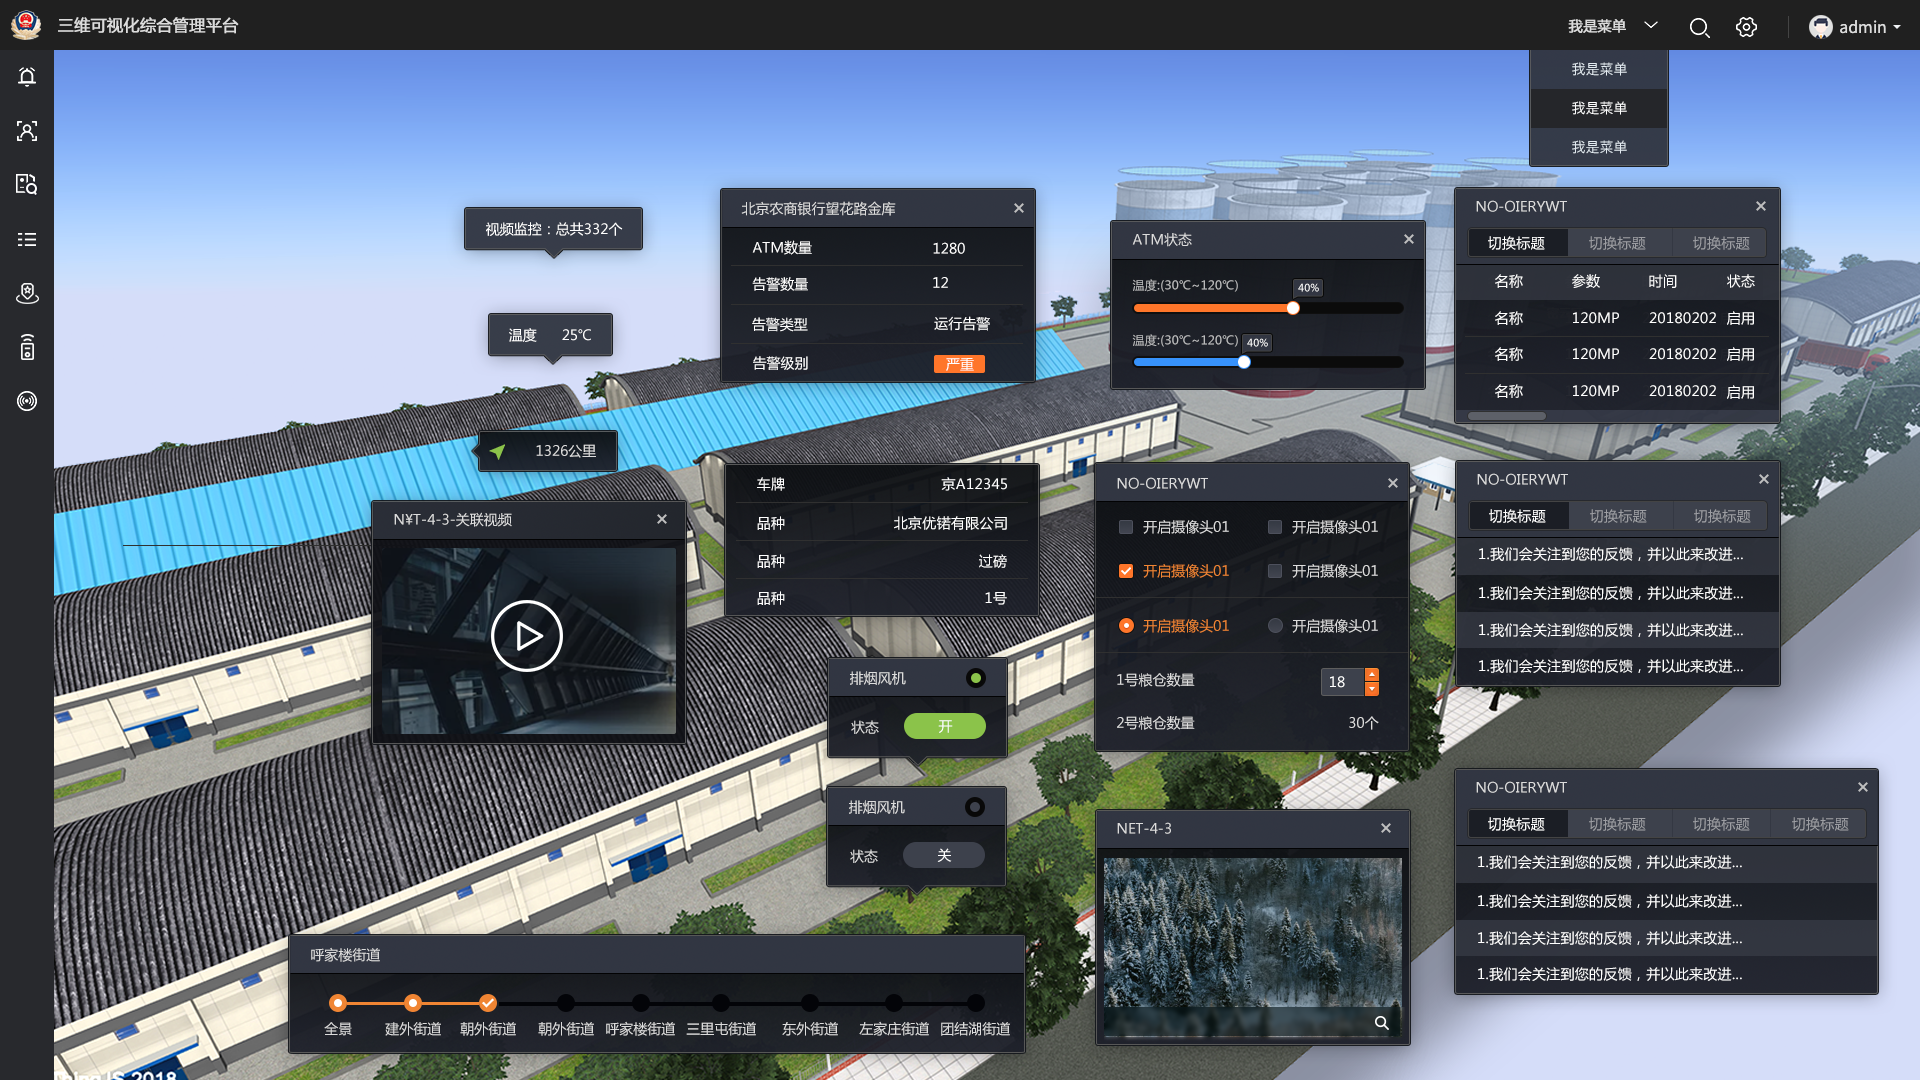 三维可视化综合管理平台
我是菜单
admin
我是菜单
我是菜单
我是菜单
视频监控：总共332个
温度 25℃
1326公里
北京农商银行望花路金库
ATM数量 1280
告警数量 12
告警类型 运行告警
告警级别 严重
ATM状态
温度:(30℃~120℃) 40%
温度:(30℃~120℃) 40%
NO-OIERYWT
切换标题 切换标题 切换标题
名称 参数 时间 状态
名称 120MP 20180202 启用
名称 120MP 20180202 启用
名称 120MP 20180202 启用
N¥T-4-3-关联视频
车牌 京A12345
品种 北京优锘有限公司
品种 过磅
品种 1号
NO-OIERYWT
开启摄像头01 开启摄像头01
开启摄像头01 开启摄像头01
开启摄像头01 开启摄像头01
1号粮仓数量 18
2号粮仓数量 30个
NO-OIERYWT
切换标题 切换标题 切换标题
1.我们会关注到您的反馈，并以此来改进...
1.我们会关注到您的反馈，并以此来改进...
1.我们会关注到您的反馈，并以此来改进...
1.我们会关注到您的反馈，并以此来改进...
排烟风机
状态 开
排烟风机
状态 关
NET-4-3
NO-OIERYWT
切换标题 切换标题 切换标题 切换标题
1.我们会关注到您的反馈，并以此来改进...
1.我们会关注到您的反馈，并以此来改进...
1.我们会关注到您的反馈，并以此来改进...
1.我们会关注到您的反馈，并以此来改进...
呼家楼街道
全景 建外街道 朝外街道 朝外街道 呼家楼街道 三里屯街道 东外街道 左家庄街道 团结湖街道
2018